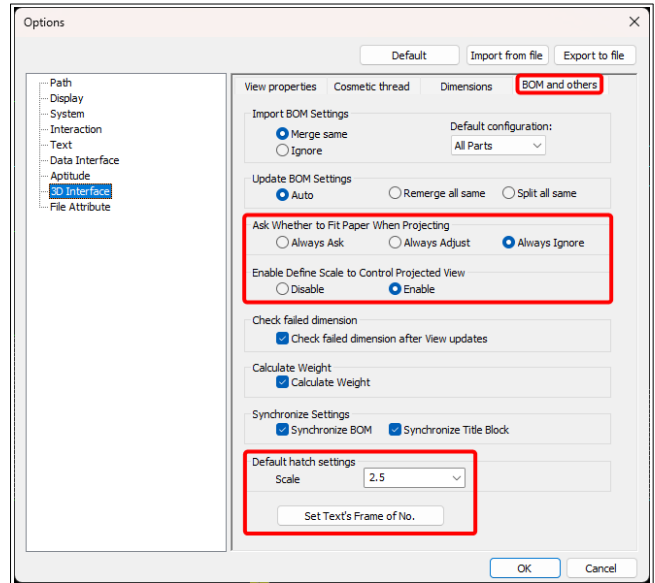 Options
Default Import from file Export to file
Path
Display
System
Interaction
Text
Data Interface
Aptitude
3D Interface
File Attribute
View properties Cosmetic thread Dimensions BOM and others
Import BOM Settings
Merge same
Ignore
Default configuration:
All Parts
Update BOM Settings
Auto Remerge all same Split all same
Ask Whether to Fit Paper When Projecting
Always Ask Always Adjust Always Ignore
Enable Define Scale to Control Projected View
Disable Enable
Check failed dimension
Check failed dimension after View updates
Calculate Weight
Calculate Weight
Synchronize Settings
Synchronize BOM Synchronize Title Block
Default hatch settings
Scale 2.5
Set Text's Frame of No.
OK Cancel